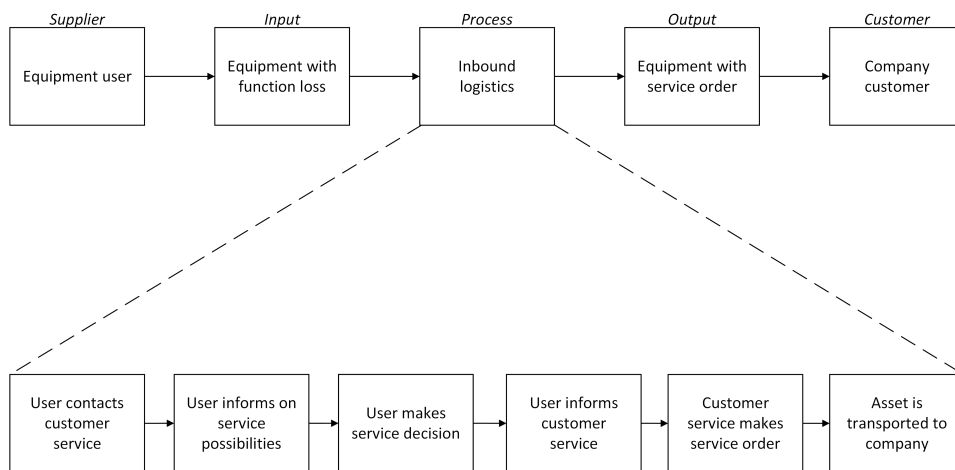 Supplier
Input
Process
Output
Customer
Equipment user
Equipment with
function loss
Inbound
logistics
Equipment with
service order
Company
customer
User contacts
customer
service
User informs on
service
possibilities
User makes
service decision
User informs
customer
service
Customer
service makes
service order
Asset is
transported to
company